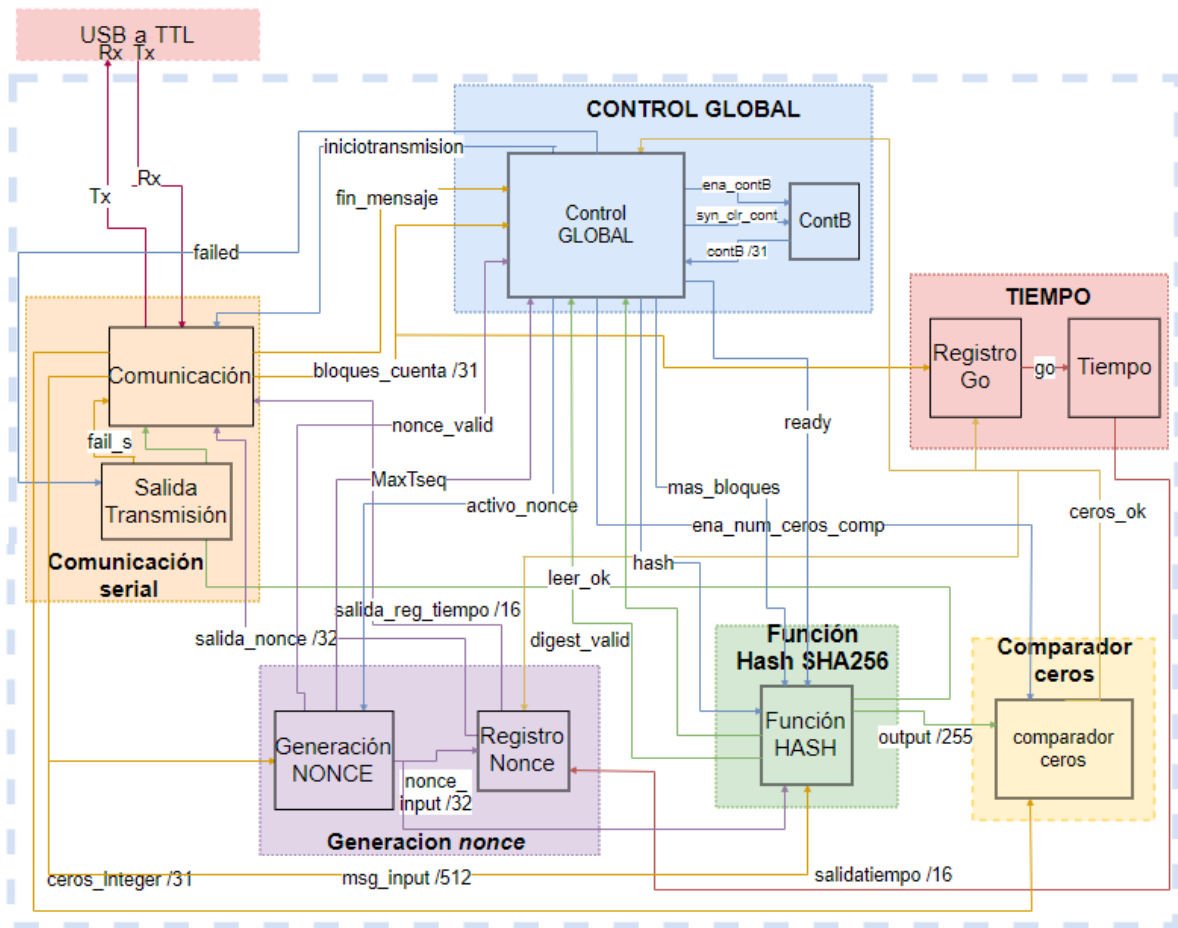 USB a TTL
Rx Tx
CONTROL GLOBAL
iniciotransmision
Tx
Rx
fin_mensaje
failed
Control
GLOBAL
ena_contB
syn_clr_cont
contB /31
ContB
TIEMPO
Registro
Go
go
Tiempo
Comunicación
bloques_cuenta /31
nonce_valid
ready
fail_s
Salida
Transmisión
Comunicación
serial
MaxTseq
activo_nonce
mas_bloques
ena_num_ceros_comp
ceros_ok
hash
leer_ok
salida_reg_tiempo /16
salida_nonce /32
digest_valid
Función
Hash SHA256
Comparador
ceros
Generación
NONCE
Registro
Nonce
nonce_
input /32
Función
HASH
output /255
comparador
ceros
Generacion nonce
ceros_integer /31
msg_input /512
salidatiempo /16